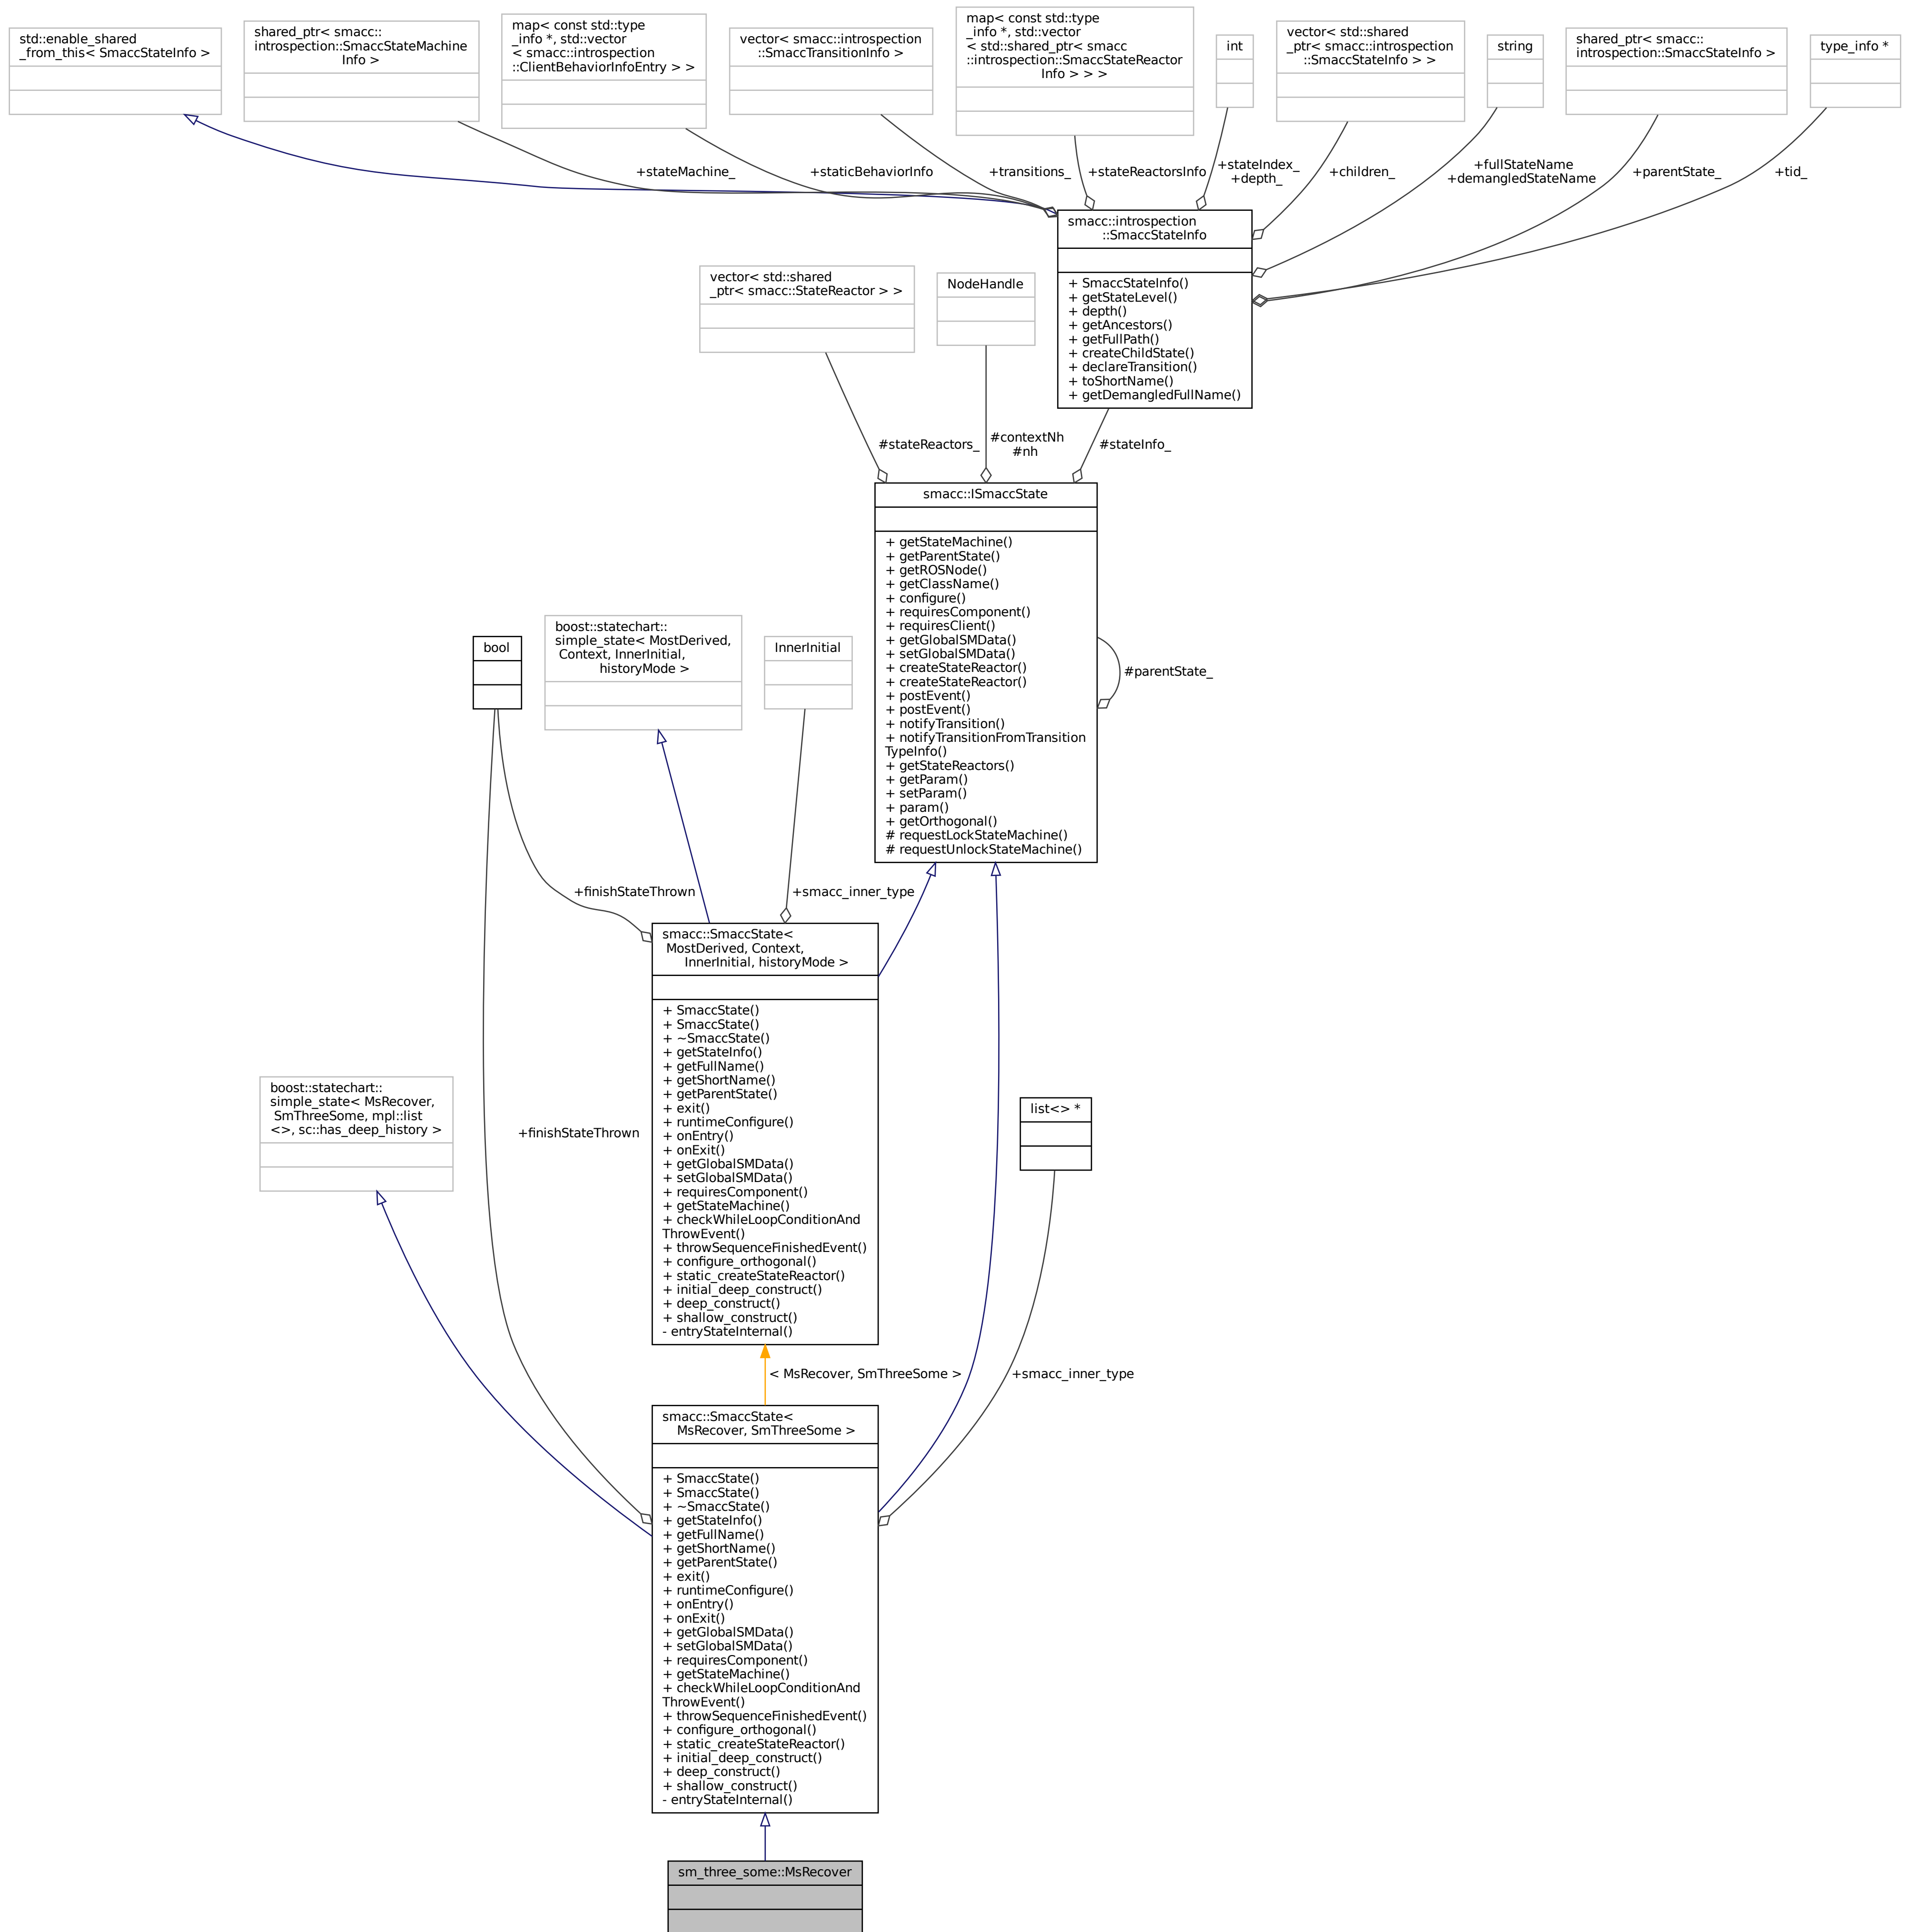 std::enable_shared
_from_this< SmaccStateInfo >
shared_ptr< smacc::
introspection::SmaccStateMachine
Info >
map< const std::type
_info *, std::vector
< smacc::introspection
::ClientBehaviorInfoEntry > >
vector< smacc::introspection
::SmaccTransitionInfo >
map< const std::type
_info *, std::vector
< std::shared_ptr< smacc
::introspection::SmaccStateReactor
Info > > >
int
vector< std::shared
_ptr< smacc::introspection
::SmaccStateInfo > >
string
shared_ptr< smacc::
introspection::SmaccStateInfo >
type_info *
+stateMachine_
+staticBehaviorInfo
+transitions_
+stateReactorsInfo
+stateIndex_
+depth_
+children_
+fullStateName
+demangledStateName
+parentState_
+tid_
smacc::introspection
::SmaccStateInfo
+ SmaccStateInfo()
+ getStateLevel()
+ depth()
+ getAncestors()
+ getFullPath()
+ createChildState()
+ declareTransition()
+ toShortName()
+ getDemangledFullName()
vector< std::shared
_ptr< smacc::StateReactor > >
NodeHandle
#stateReactors_
#contextNh
#nh
#stateInfo_
smacc::ISmaccState
+ getStateMachine()
+ getParentState()
+ getROSNode()
+ getClassName()
+ configure()
+ requiresComponent()
+ requiresClient()
+ getGlobalSMData()
+ setGlobalSMData()
+ createStateReactor()
+ createStateReactor()
+ postEvent()
+ postEvent()
+ notifyTransition()
+ notifyTransitionFromTransition
TypeInfo()
+ getStateReactors()
+ getParam()
+ setParam()
+ param()
+ getOrthogonal()
# requestLockStateMachine()
# requestUnlockStateMachine()
#parentState_
bool
boost::statechart::
simple_state< MostDerived,
Context, InnerInitial,
historyMode >
InnerInitial
+finishStateThrown
+smacc_inner_type
smacc::SmaccState<
MostDerived, Context,
InnerInitial, historyMode >
+ SmaccState()
+ SmaccState()
+ ~SmaccState()
+ getStateInfo()
+ getFullName()
+ getShortName()
+ getParentState()
+ exit()
+ runtimeConfigure()
+ onEntry()
+ onExit()
+ getGlobalSMData()
+ setGlobalSMData()
+ requiresComponent()
+ getStateMachine()
+ checkWhileLoopConditionAnd
ThrowEvent()
+ throwSequenceFinishedEvent()
+ configure_orthogonal()
+ static_createStateReactor()
+ initial_deep_construct()
+ deep_construct()
+ shallow_construct()
- entryStateInternal()
boost::statechart::
simple_state< MsRecover,
SmThreeSome, mpl::list
<>, sc::has_deep_history >
+finishStateThrown
list<> *
< MsRecover, SmThreeSome >
+smacc_inner_type
smacc::SmaccState<
MsRecover, SmThreeSome >
+ SmaccState()
+ SmaccState()
+ ~SmaccState()
+ getStateInfo()
+ getFullName()
+ getShortName()
+ getParentState()
+ exit()
+ runtimeConfigure()
+ onEntry()
+ onExit()
+ getGlobalSMData()
+ setGlobalSMData()
+ requiresComponent()
+ getStateMachine()
+ checkWhileLoopConditionAnd
ThrowEvent()
+ throwSequenceFinishedEvent()
+ configure_orthogonal()
+ static_createStateReactor()
+ initial_deep_construct()
+ deep_construct()
+ shallow_construct()
- entryStateInternal()
sm_three_some::MsRecover